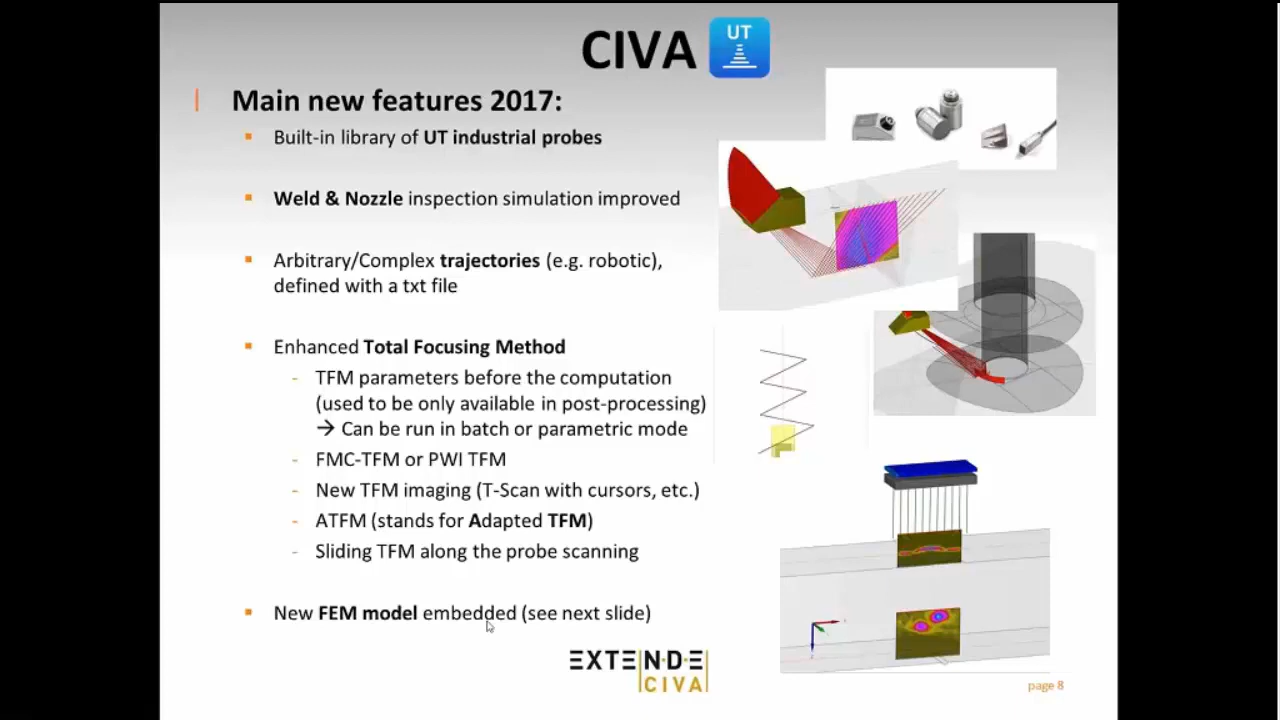 CIVA UT
Main new features 2017:
Built-in library of UT industrial probes
Weld & Nozzle inspection simulation improved
Arbitrary/Complex trajectories (e.g. robotic),
defined with a txt file
Enhanced Total Focusing Method
- TFM parameters before the computation
(used to be only available in post-processing)
→ Can be run in batch or parametric mode
- FMC-TFM or PWI TFM
- New TFM imaging (T-Scan with cursors, etc.)
- ATFM (stands for Adapted TFM)
- Sliding TFM along the probe scanning
New FEM model embedded (see next slide)
EXTENDE
CIVA
page 8